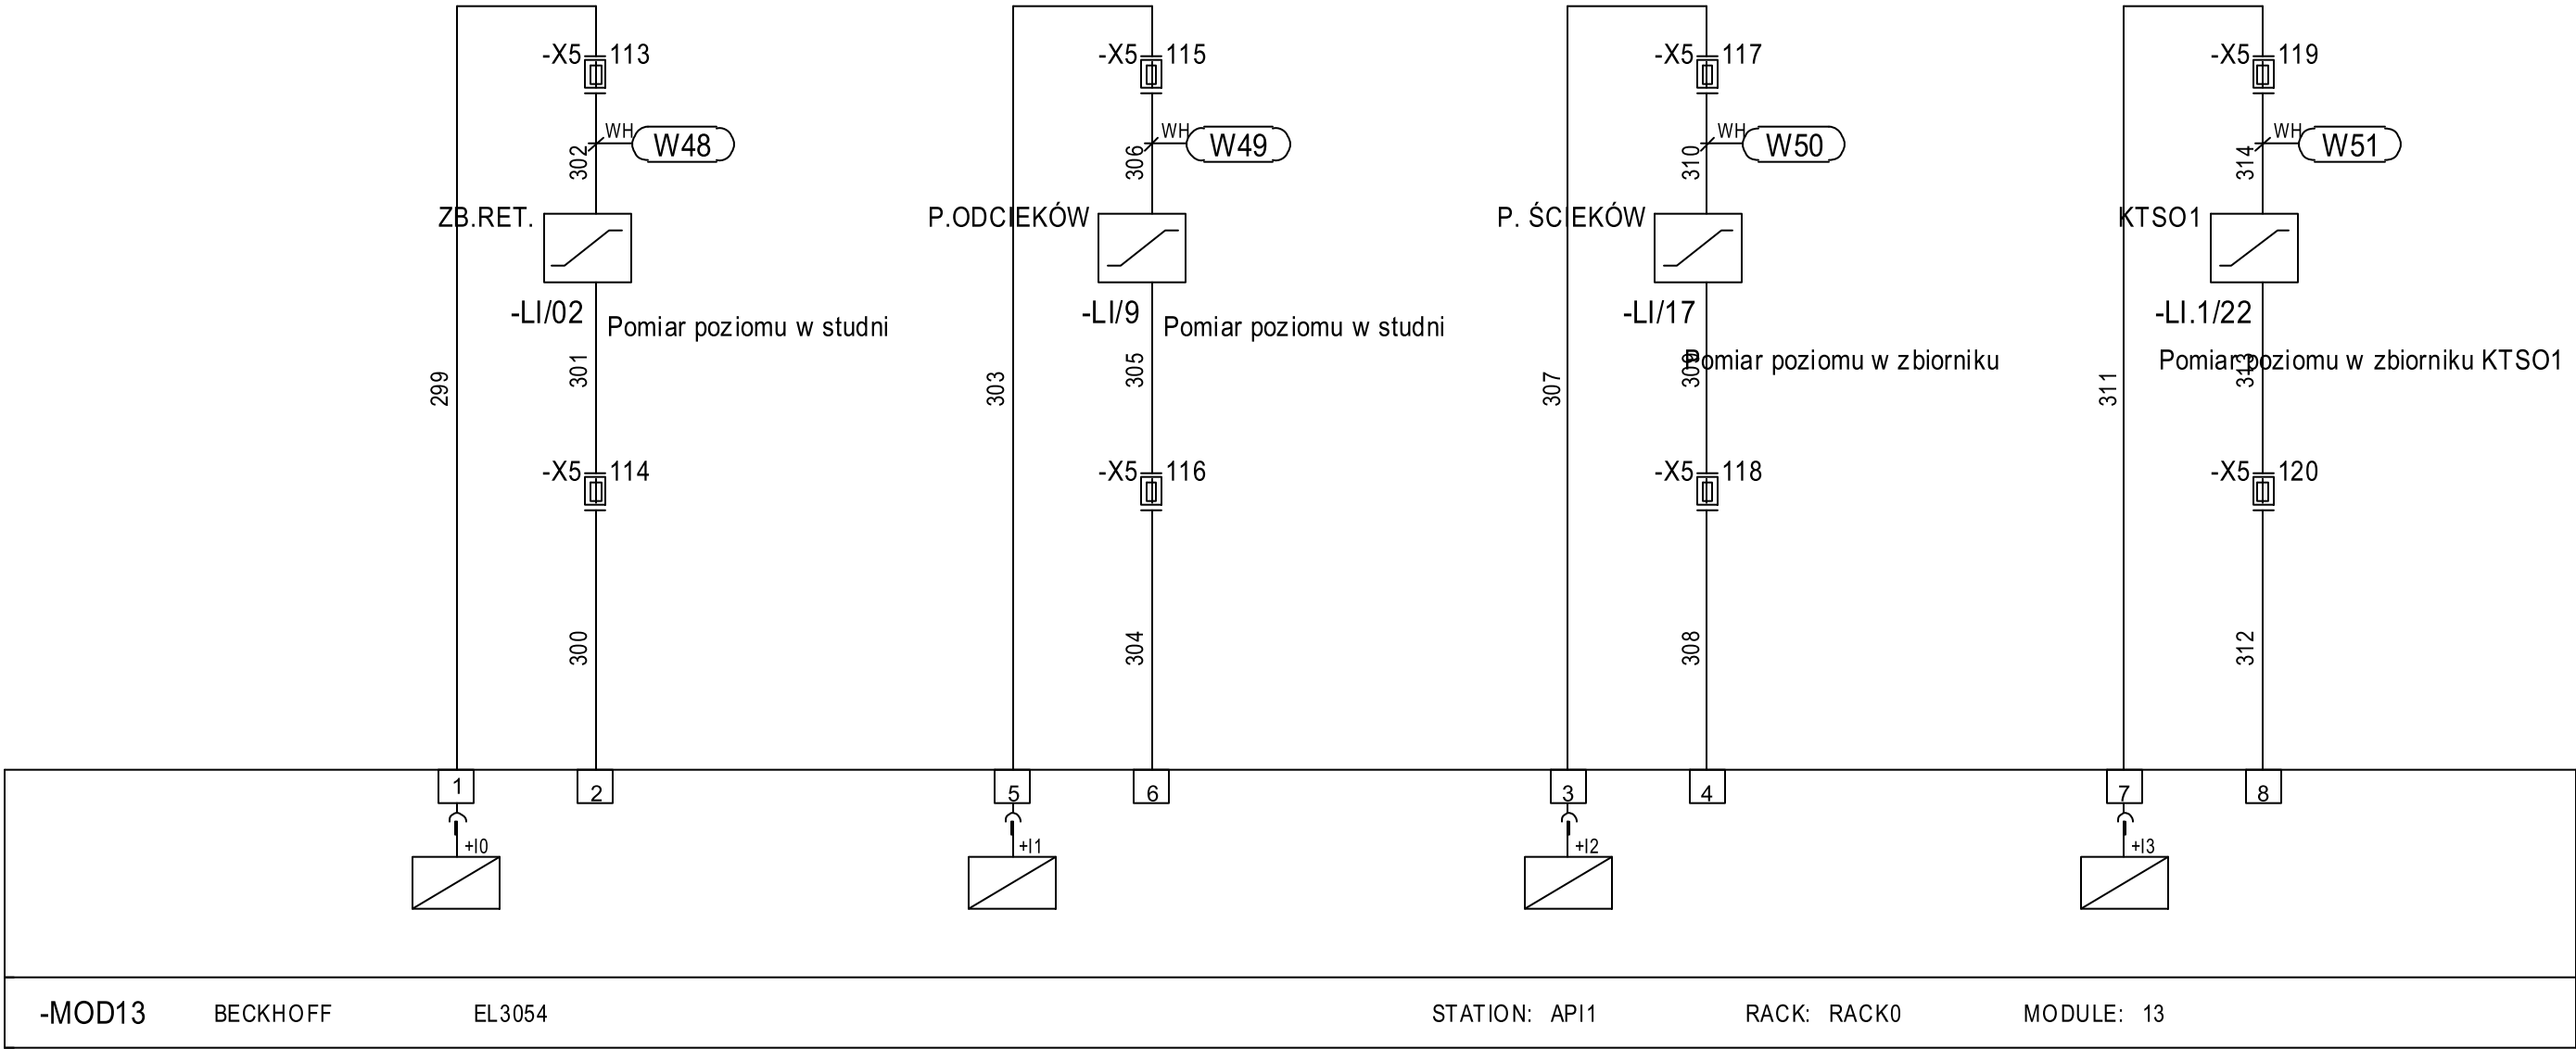 -X5 113
-X5 115
-X5 117
-X5 119
WH W48
WH W49
WH W50
WH W51
302
306
310
314
ZB.RET.
P.ODCIEKÓW
P. ŚCIEKÓW
KTSO1
-LI/02
-LI/9
-LI/17
-LI.1/22
Pomiar poziomu w studni
Pomiar poziomu w studni
Pomiar poziomu w zbiorniku
Pomiar poziomu w zbiorniku KTSO1
299
301
303
305
307
309
311
313
-X5 114
-X5 116
-X5 118
-X5 120
300
304
308
312
1 2 5 6 3 4 7 8
+I0 +I1 +I2 +I3
-MOD13 BECKHOFF EL3054 STATION: API1 RACK: RACK0 MODULE: 13